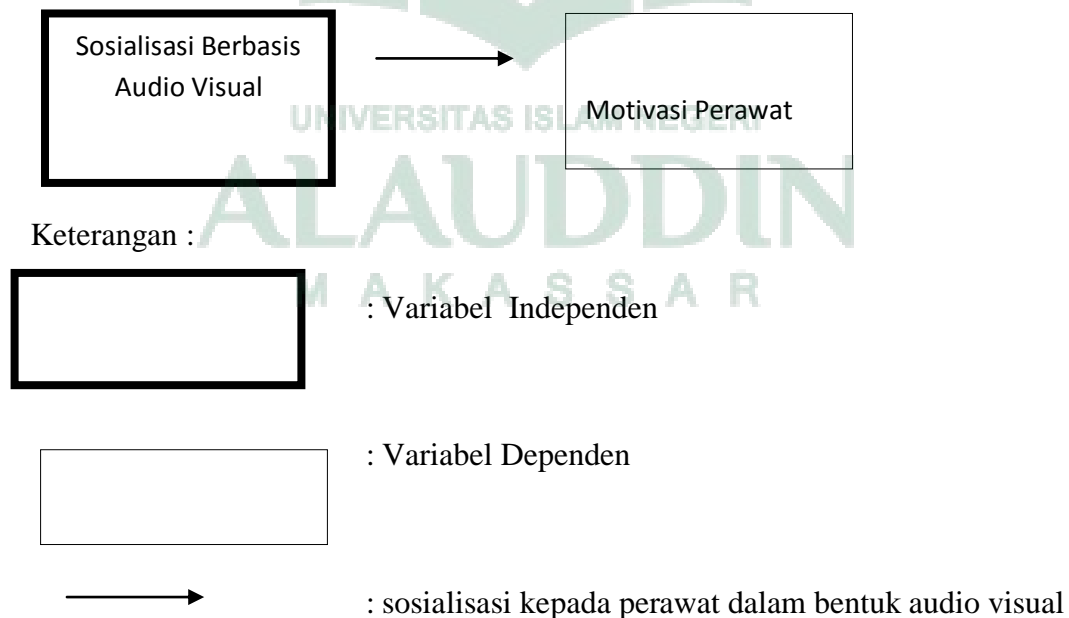 Sosialisasi Berbasis
Audio Visual
Motivasi Perawat
UNIVERSITAS ISLAM NEGERI
ALAUDDIN
MAKASSAR
Keterangan :
: Variabel Independen
: Variabel Dependen
: sosialisasi kepada perawat dalam bentuk audio visual